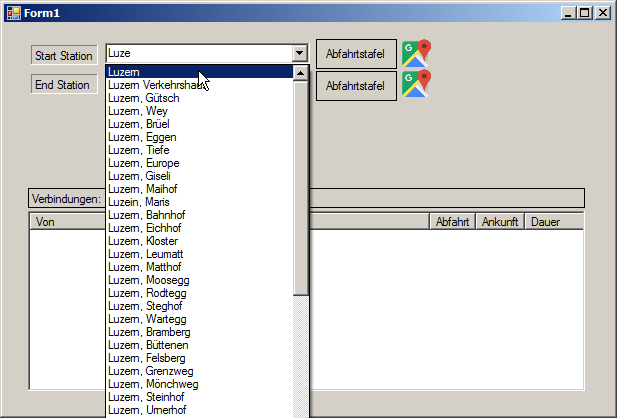 Form1
Start Station
Luze
Abfahrtstafel
End Station
Abfahrtstafel
Luzern
Luzern Verkehrshaus
Luzern, Gütsch
Luzern, Wey
Luzern, Brüel
Luzern, Eggen
Luzern, Tiefe
Luzern, Europe
Luzern, Giseli
Luzern, Maihof
Luzein, Maris
Luzern, Bahnhof
Luzern, Eichhof
Luzern, Kloster
Luzern, Leumatt
Luzern, Matthof
Luzern, Moosegg
Luzern, Rodtegg
Luzern, Steghof
Luzern, Wartegg
Luzern, Bramberg
Luzern, Büttenen
Luzern, Felsberg
Luzern, Grenzweg
Luzern, Mönchweg
Luzern, Steinhof
Luzern, Urnerhof
Verbindungen:
Von
Abfahrt
Ankunft
Dauer